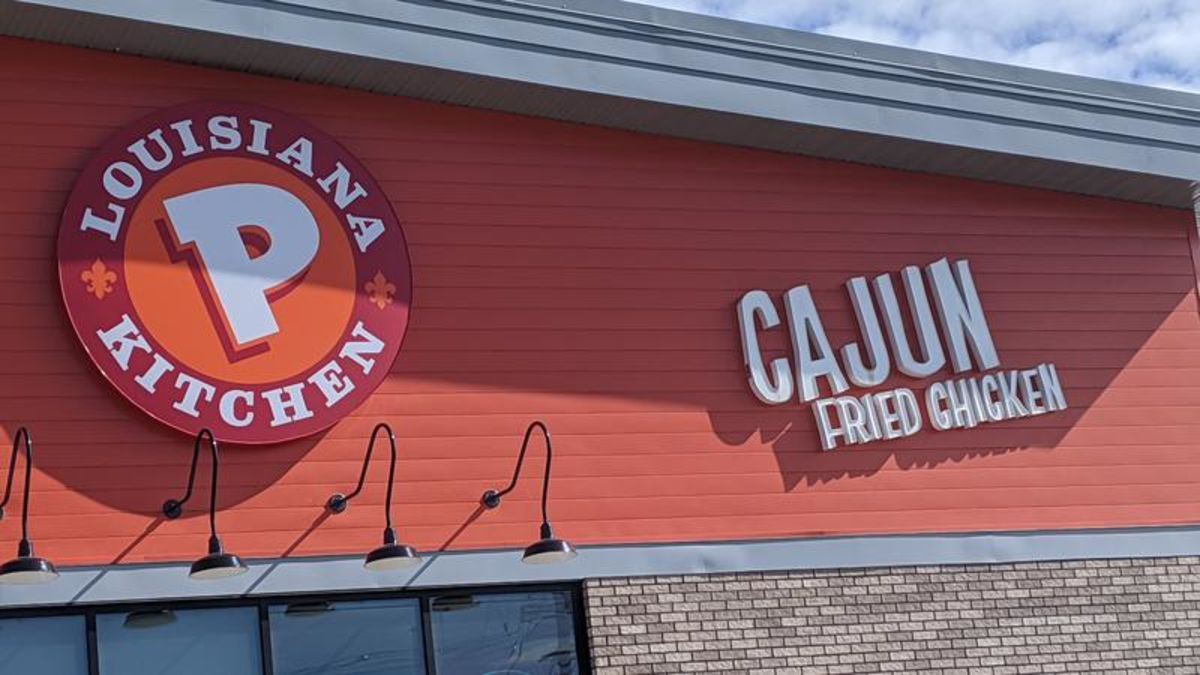 LOUISIANA
P
KITCHEN
CAJUN
FRIED CHICKEN